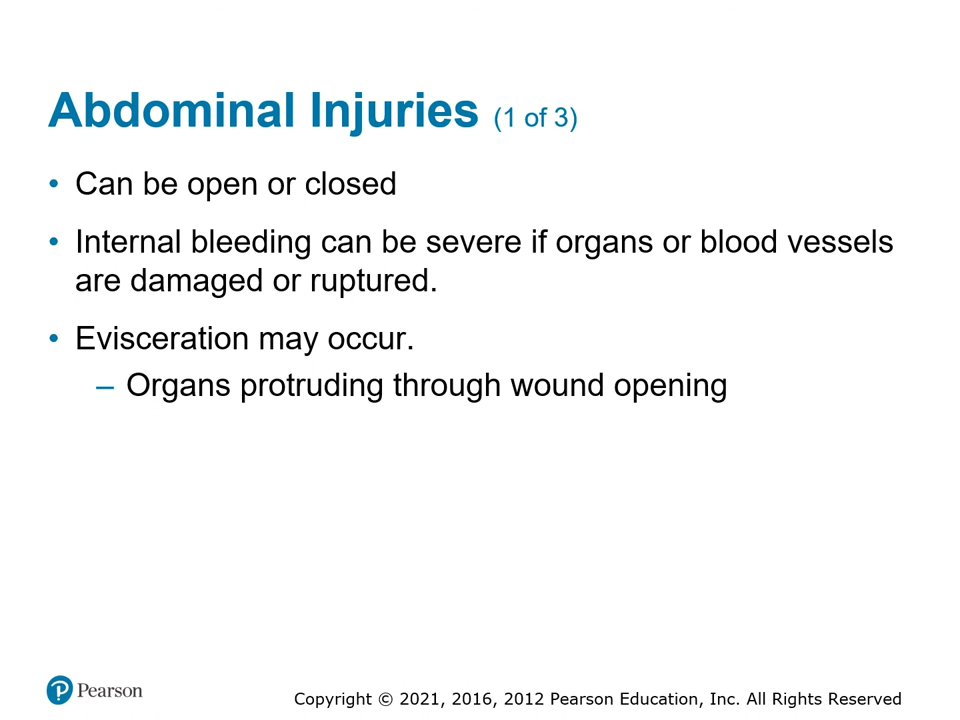 Abdominal Injuries (1 of 3)
• Can be open or closed
• Internal bleeding can be severe if organs or blood vessels
are damaged or ruptured.
• Evisceration may occur.
– Organs protruding through wound opening
Pearson
Copyright © 2021, 2016, 2012 Pearson Education, Inc. All Rights Reserved